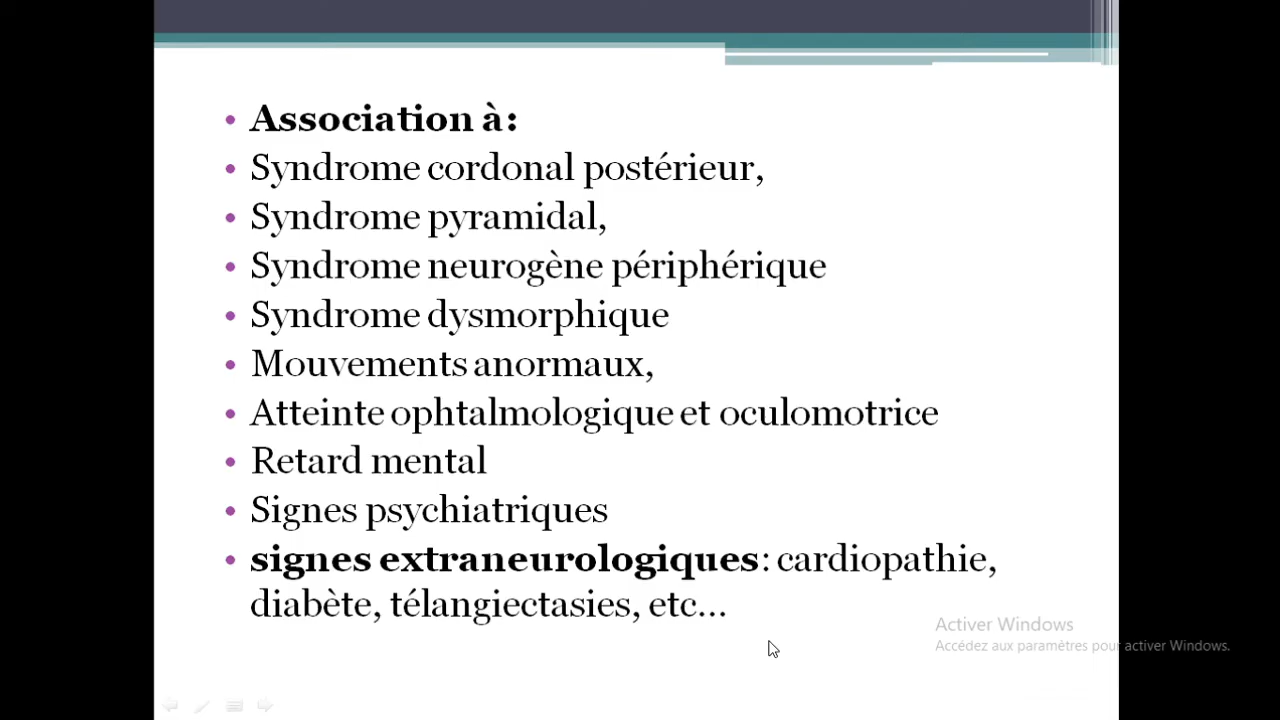 • Association à:
• Syndrome cordonal postérieur,
• Syndrome pyramidal,
• Syndrome neurogène périphérique
• Syndrome dysmorphique
• Mouvements anormaux,
• Atteinte ophtalmologique et oculomotrice
• Retard mental
• Signes psychiatriques
• signes extraneurologiques: cardiopathie,
diabète, télangiectasies, etc...
Activer Windows
Accédez aux paramètres pour activer Windows.